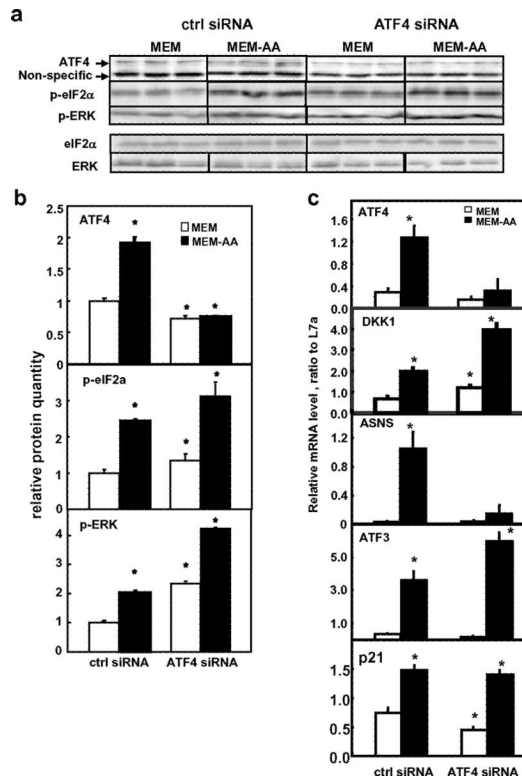 a
ctrl siRNA ATF4 siRNA
MEM MEM-AA MEM MEM-AA
ATF4
Non-specific
p-eIF2α
p-ERK
eIF2α
ERK
b
ATF4
MEM
MEM-AA
2
1.5
1
0.5
0
* * *
p-eIF2a
3
2
1
0
* * *
p-ERK
4
3
2
1
0
* * *
relative protein quantity
ctrl siRNA ATF4 siRNA
c
ATF4
MEM
MEM-AA
1.6
1.2
0.8
0.4
0
*
DKK1
4.0
3.0
2.0
1.0
0.0
* * *
ASNS
1.2
0.8
0.4
0
*
ATF3
5.0
3.0
1.0
0
* *
p21
1.5
1.0
0.5
0.0
* * *
Relative mRNA level, ratio to L7a
ctrl siRNA ATF4 siRNA